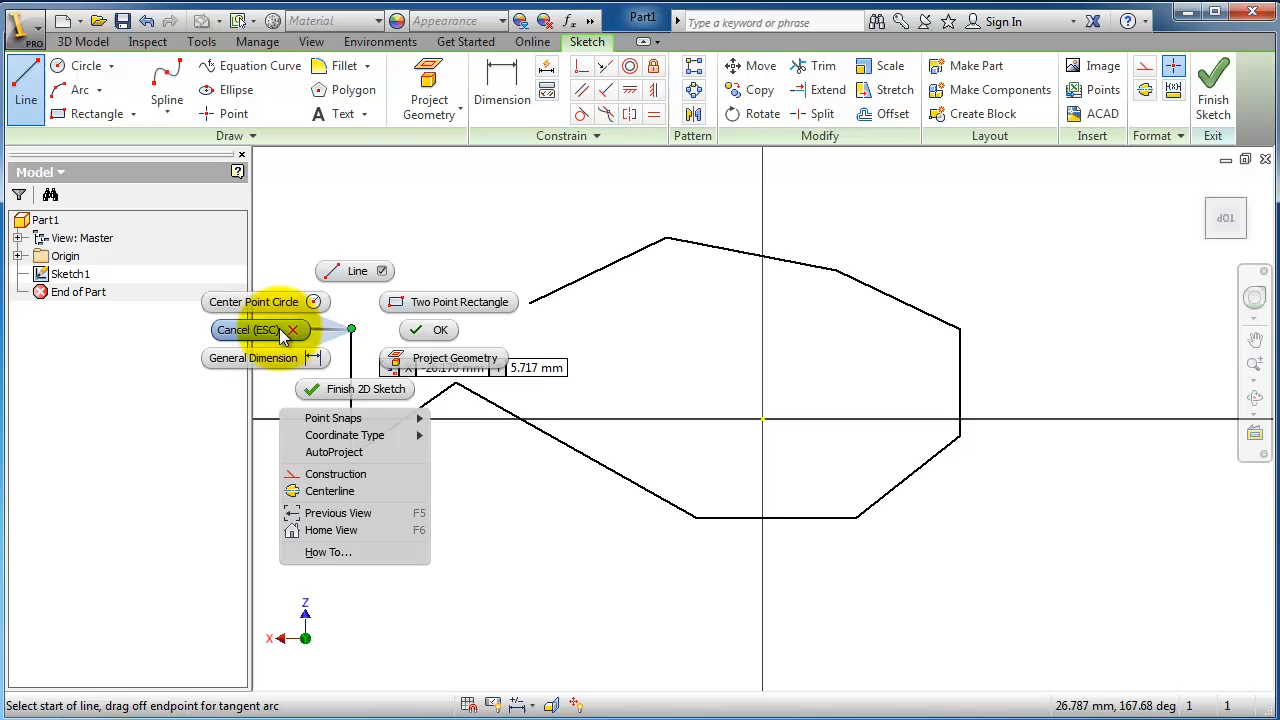 PRO
Material
Appearance
Part1
Type a keyword or phrase
Sign In
3D Model
Inspect
Tools
Manage
View
Environments
Get Started
Online
Sketch
Line
Circle
Arc
Rectangle
Spline
Equation Curve
Ellipse
Point
Fillet
Polygon
Text
Project
Geometry
Dimension
Move
Copy
Rotate
Trim
Extend
Split
Scale
Stretch
Offset
Make Part
Make Components
Create Block
Image
Points
ACAD
Finish
Sketch
Draw
Constrain
Pattern
Modify
Layout
Insert
Format
Exit
Model
Part1
View: Master
Origin
Sketch1
End of Part
TOP
Line
Center Point Circle
Two Point Rectangle
Cancel (ESC)
OK
General Dimension
Project Geometry
5.717 mm
Finish 2D Sketch
Point Snaps
Coordinate Type
AutoProject
Construction
Centerline
Previous View F5
Home View F6
How To...
Z
X
Select start of line, drag off endpoint for tangent arc
26.787 mm, 167.68 deg
1
1